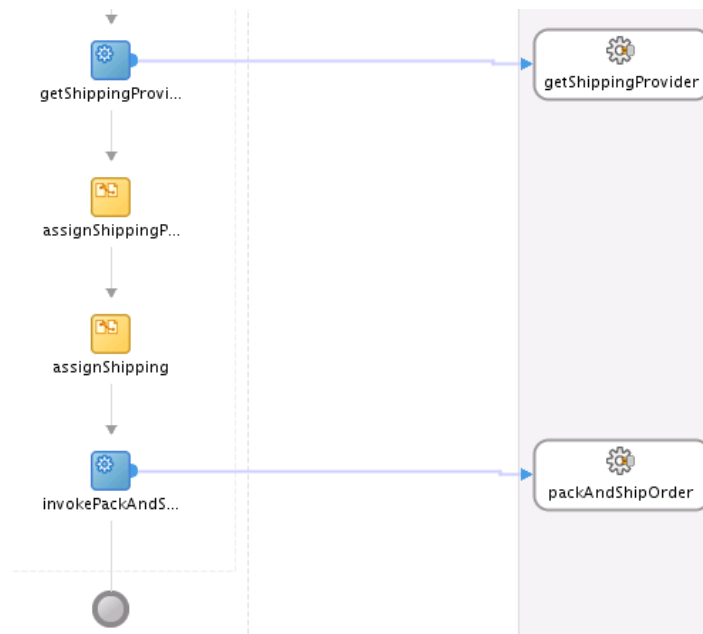 getShippingProvi...
getShippingProvider
assignShippingP...
assignShipping
invokePackAndS...
packAndShipOrder